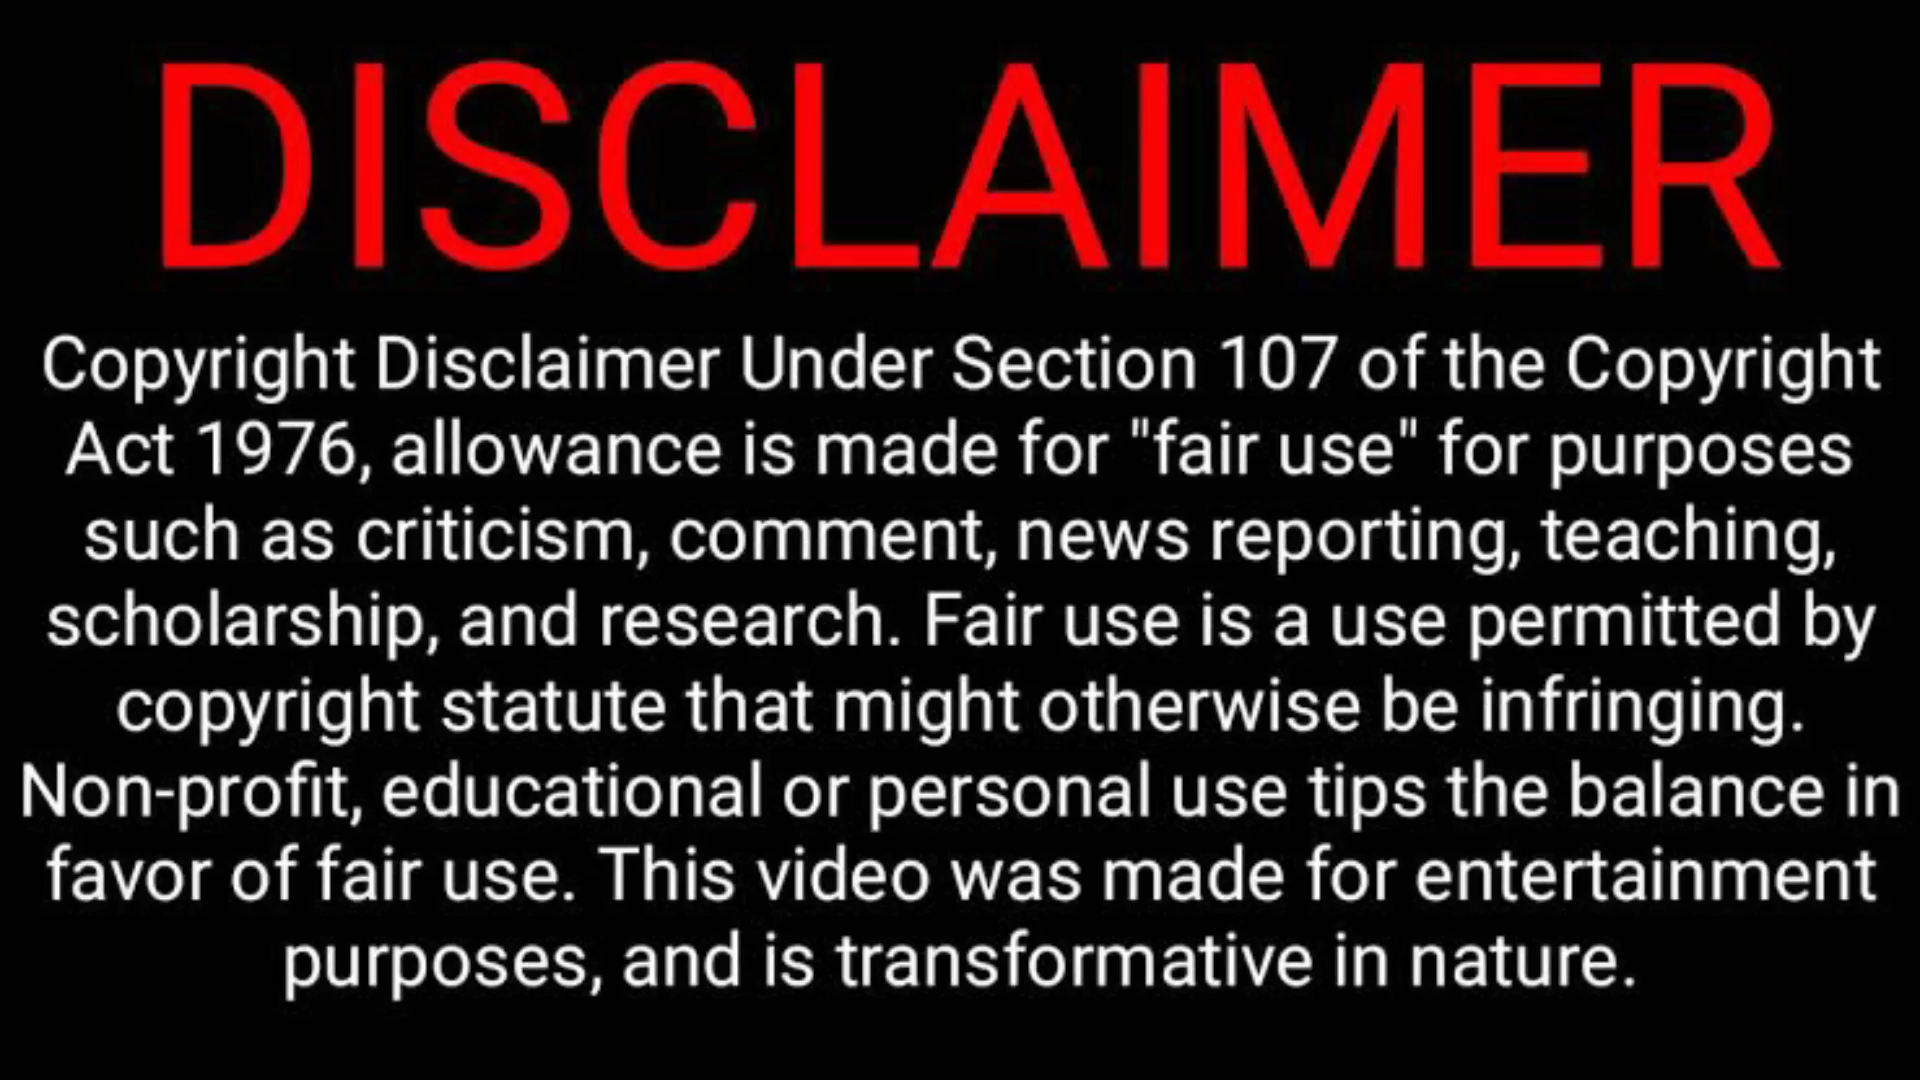 DISCLAIMER
Copyright Disclaimer Under Section 107 of the Copyright
Act 1976, allowance is made for "fair use" for purposes
such as criticism, comment, news reporting, teaching,
scholarship, and research. Fair use is a use permitted by
copyright statute that might otherwise be infringing.
Non-profit, educational or personal use tips the balance in
favor of fair use. This video was made for entertainment
purposes, and is transformative in nature.